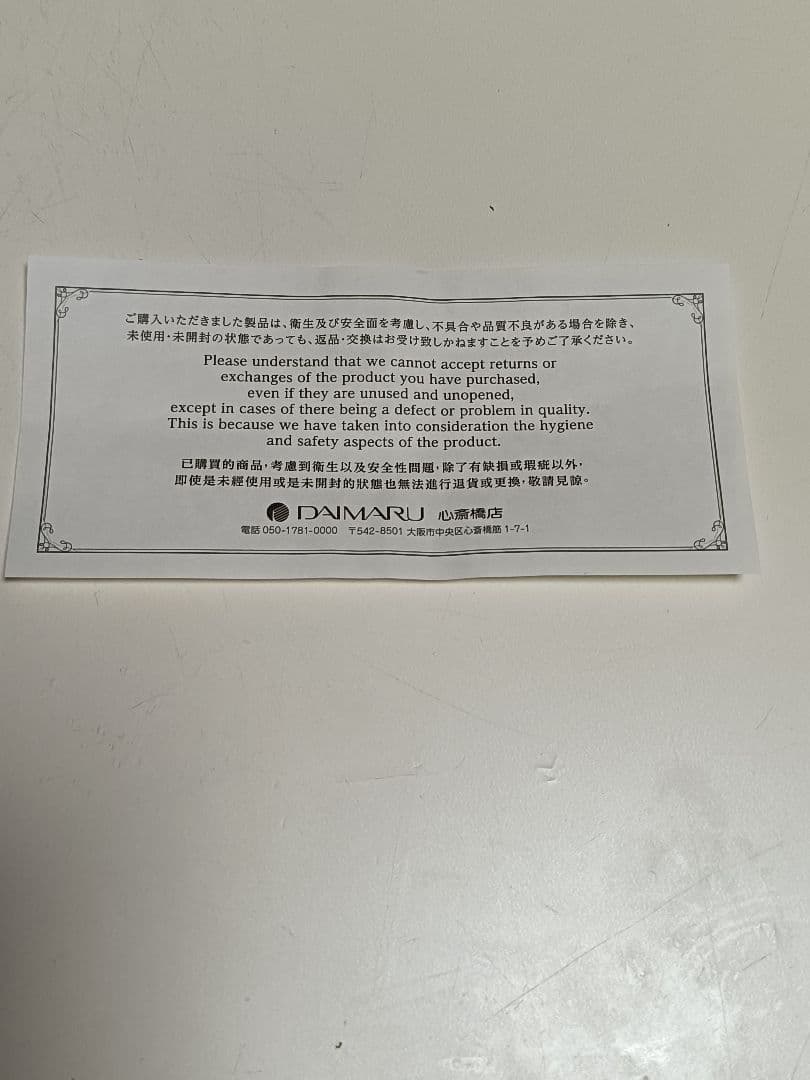 ご購入いただきました製品は、衛生及び安全面を考慮し、不具合や品質不良がある場合を除き、
未使用・未開封の状態であっても、返品・交換はお受け致しかねますことを予めご了承ください。
Please understand that we cannot accept returns or
exchanges of the product you have purchased,
even if they are unused and unopened,
except in cases of there being a defect or problem in quality.
This is because we have taken into consideration the hygiene
and safety aspects of the product.
已購買的商品，考慮到衛生以及安全性問題，除了有缺損或瑕疵以外，
即使是未經使用或是未開封的狀態也無法進行退貨或更換，敬請見諒。
DAIMARU 心斎橋店
電話 050-1781-0000 〒542-8501 大阪市中央区心斎橋筋 1-7-1